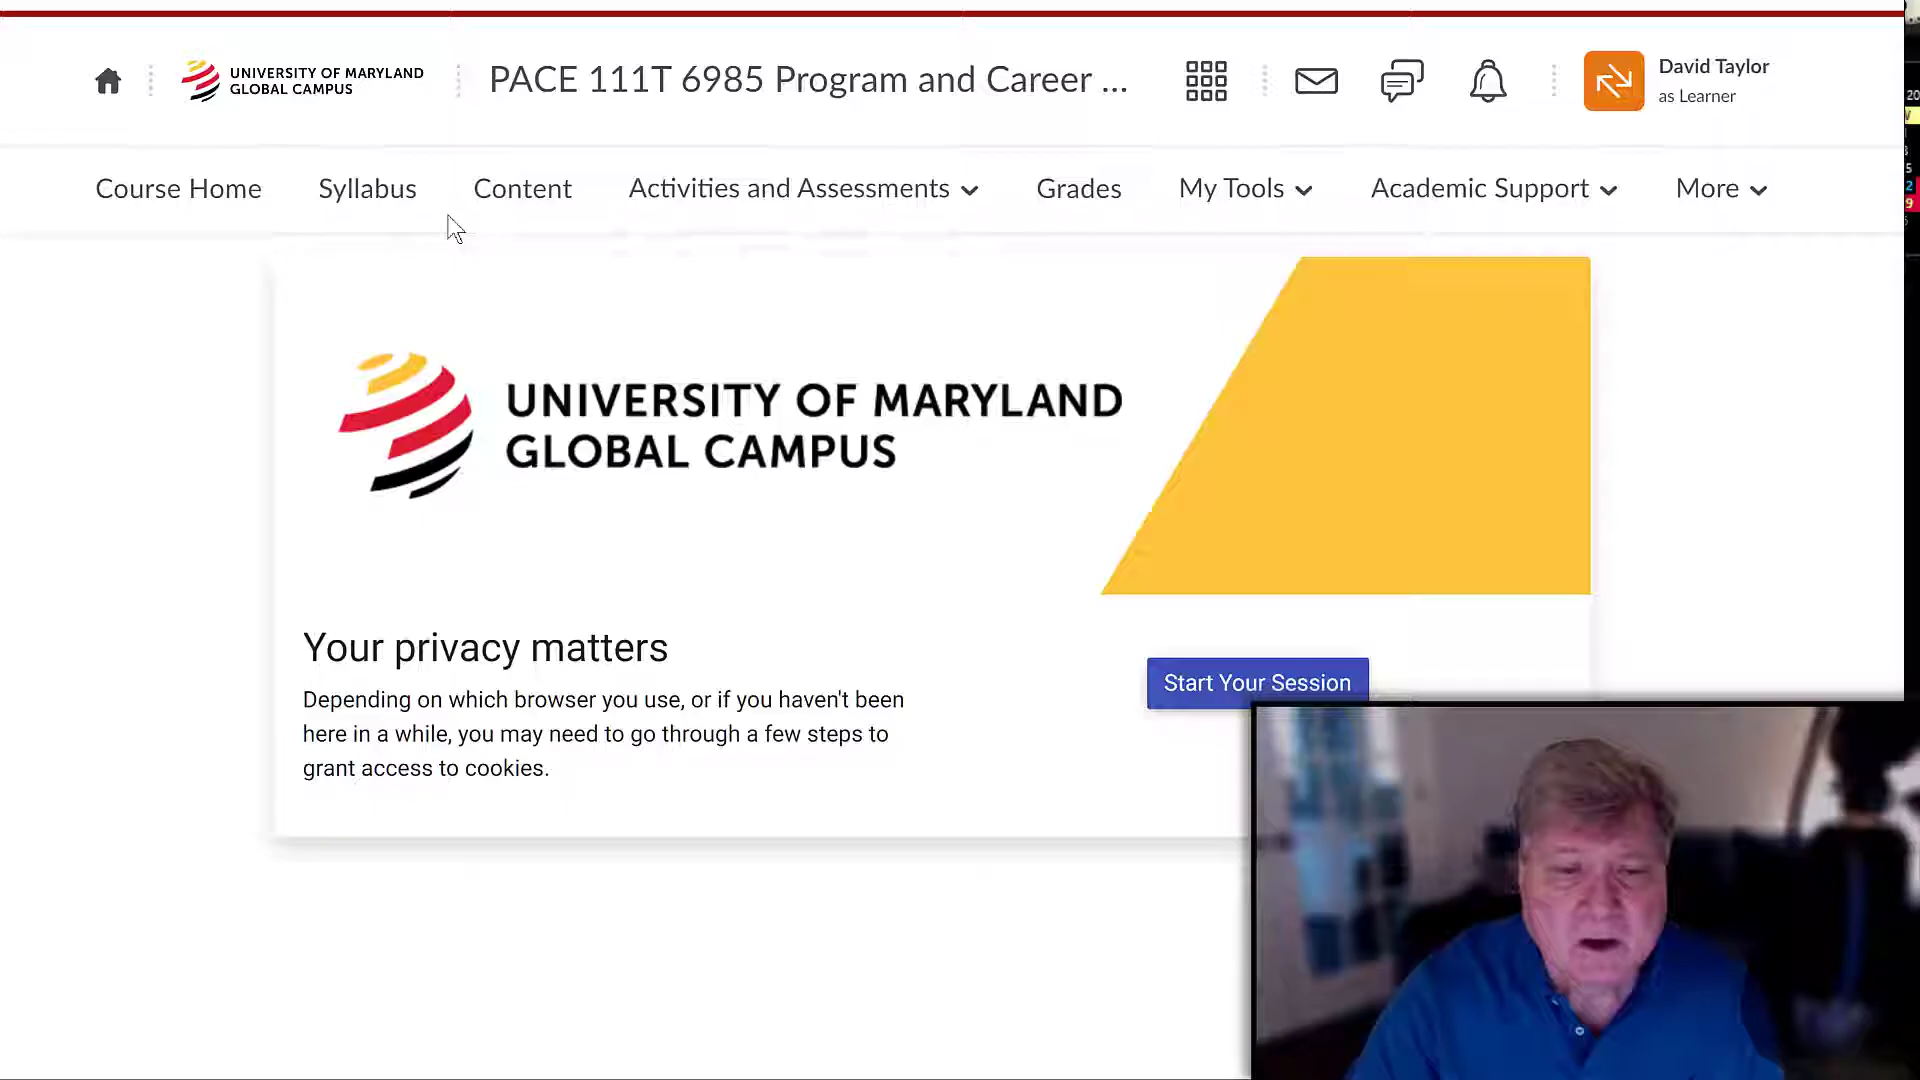 UNIVERSITY OF MARYLAND
GLOBAL CAMPUS
PACE 111T 6985 Program and Career ...
David Taylor
as Learner
Course Home
Syllabus
Content
Activities and Assessments
Grades
My Tools
Academic Support
More
UNIVERSITY OF MARYLAND
GLOBAL CAMPUS
Your privacy matters
Depending on which browser you use, or if you haven't been
here in a while, you may need to go through a few steps to
grant access to cookies.
Start Your Session